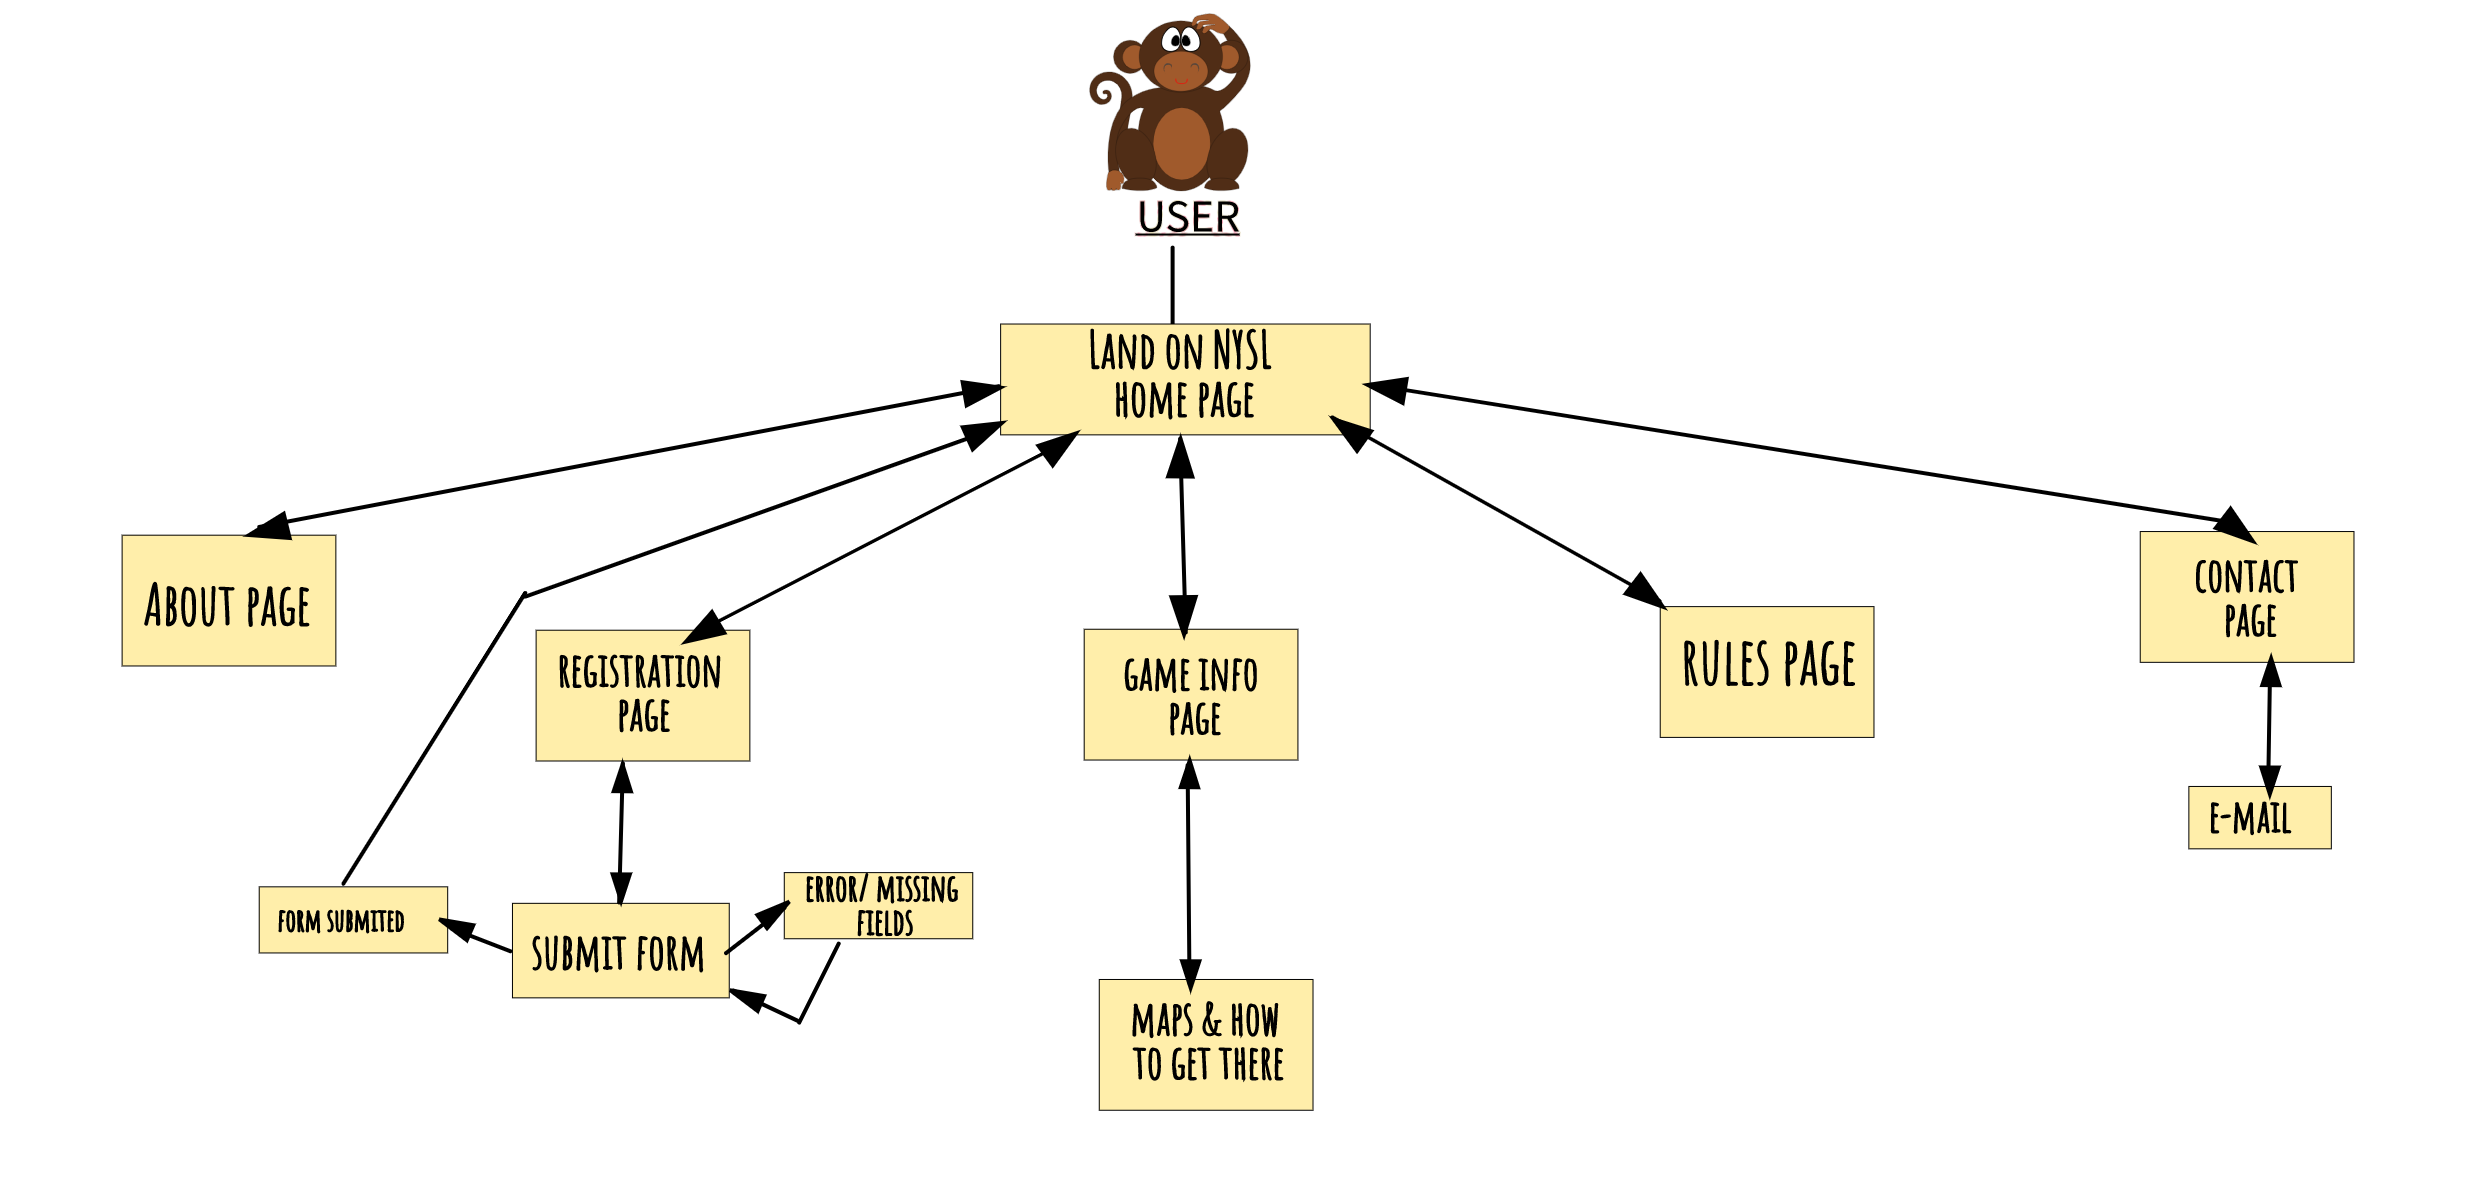 USER
LAND ON NYSL
HOME PAGE
ABOUT PAGE
REGISTRATION
PAGE
GAME INFO
PAGE
RULES PAGE
CONTACT
PAGE
E-MAIL
FORM SUBMITED
SUBMIT FORM
ERROR/ MISSING
FIELDS
MAPS & HOW
TO GET THERE